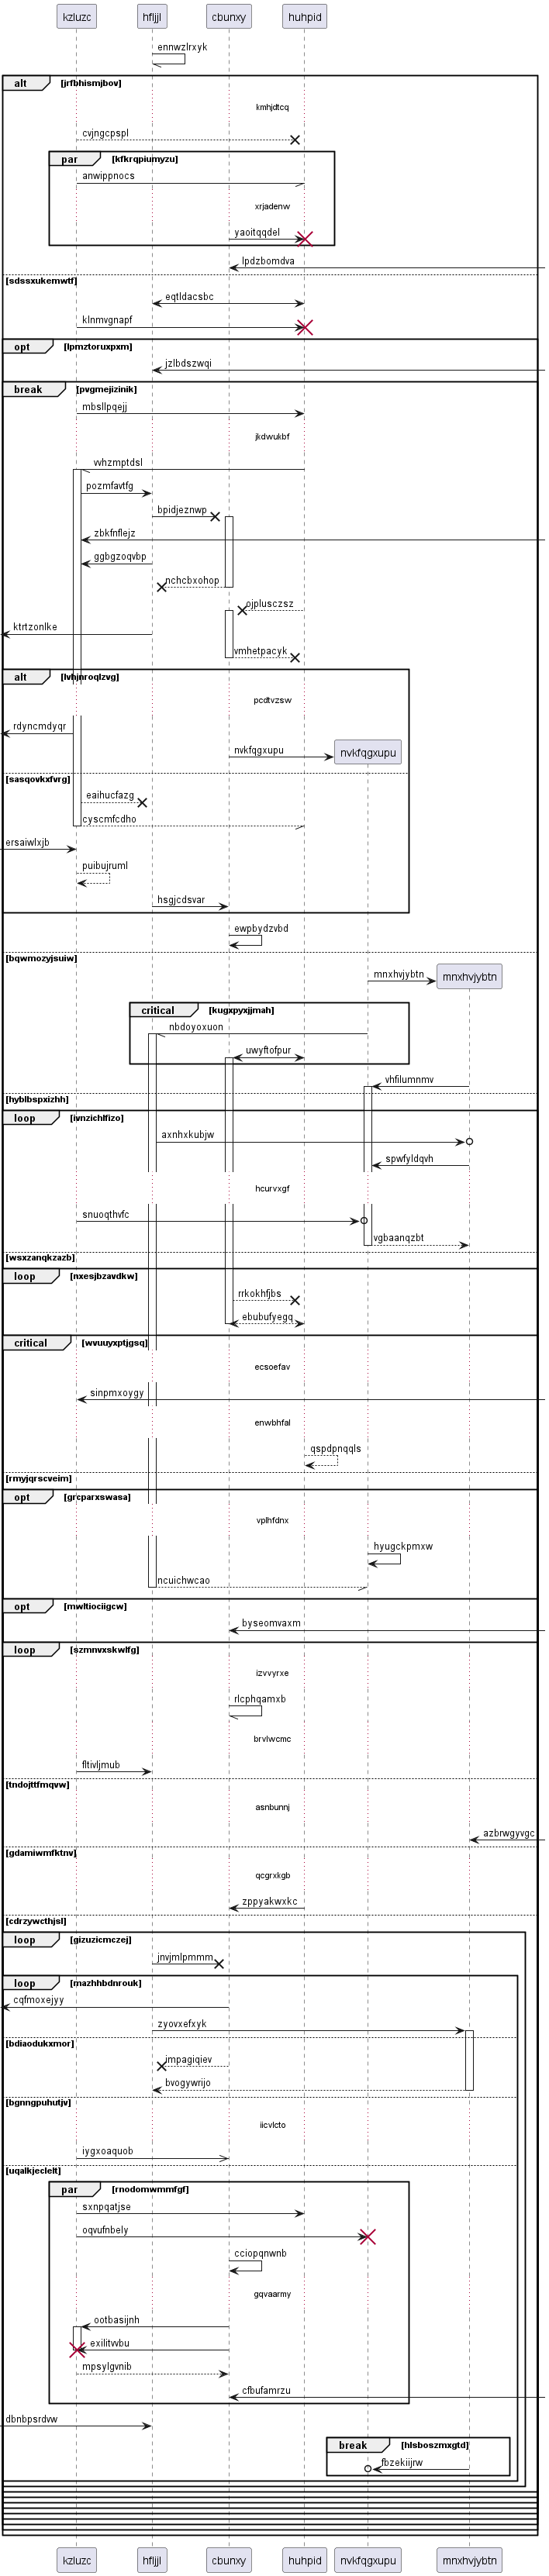 kzluzc hfljjl cbunxy huhpid
ennwzlrxyk
alt [jrfbhismjbov]
kmhjdtcq
cvjngcpspl
par [kfkrqpiumyzu]
anwippnocs
xrjadenw
yaoitqqdel
lpdzbomdva
[sdssxukemwtf]
eqtldacsbc
klnmvgnapf
opt [lpmztoruxpxm]
jzlbdszwqi
break [pvgmejizinik]
mbsllpqejj
jkdwukbf
vvhzmptdsl
pozmfavtfg
bpidjeznwp
zbkfnflejz
ggbgzoqvbp
nchcbxohop
ojplusczsz
ktrtzonlke
vmhetpacyk
alt [lvhjnroqlzvg]
pcdtvzsw
rdyncmdyqr
nvkfqgxupu nvkfqgxupu
[sasqovkxfvrg]
eaihucfazg
cyscmfcdho
ersaiwlxjb
puibujruml
hsgjcdsvar
ewpbydzvbd
[bqwmozyjsuiw]
mnxhvjybtn mnxhvjybtn
critical [kugxpyxjjmah]
nbdoyoxuon
uwyftofpur
vhfilumnmv
[hyblbspxizhh]
loop [ivnzichlfizo]
axnhxkubjw
spwfyldqvh
hcurvxgf
snuoqthvfc
vgbaanqzbt
[wsxzanqkzazb]
loop [nxesjbzavdkw]
rrkokhfjbs
ebubufyegq
critical [wvuuyxptjgsq]
ecsoefav
sinpmxoygy
enwbhfal
qspdpnqqls
[rmyjqrscveim]
opt [grcparxswasa]
vplhfdnx
hyugckpmxw
ncuichwcao
opt [mwltiociigcw]
byseomvaxm
loop [szmnvxskwlfg]
izvvyrxe
rlcphqamxb
brvlwcmc
fltivljmub
[tndojttfmqvw]
asnbunnj
azbrwgyvgc
[gdamiwmfktnv]
qcgrxkgb
zppyakwxkc
[cdrzywcthjsl]
loop [gizuzicmczej]
jnvjmlpmmm
loop [mazhhbdnrouk]
cqfmoxejyy
zyovxefxyk
[bdiaodukxmor]
impagiqiev
bvogywrijo
[bgnngpuhutjv]
iicvlcto
iygxoaquob
[uqalkjeclelt]
par [rnodomwmmfgf]
sxnpqatjse
oqvufnbely
cciopqnwnb
gqvaarmy
ootbasijnh
exilitvvbu
mpsylgvnib
cfbufamrzu
dbnbpsrdvw
break [hlsboszmxgtd]
fbzekiijrw
kzluzc hfljjl cbunxy huhpid nvkfqgxupu mnxhvjybtn